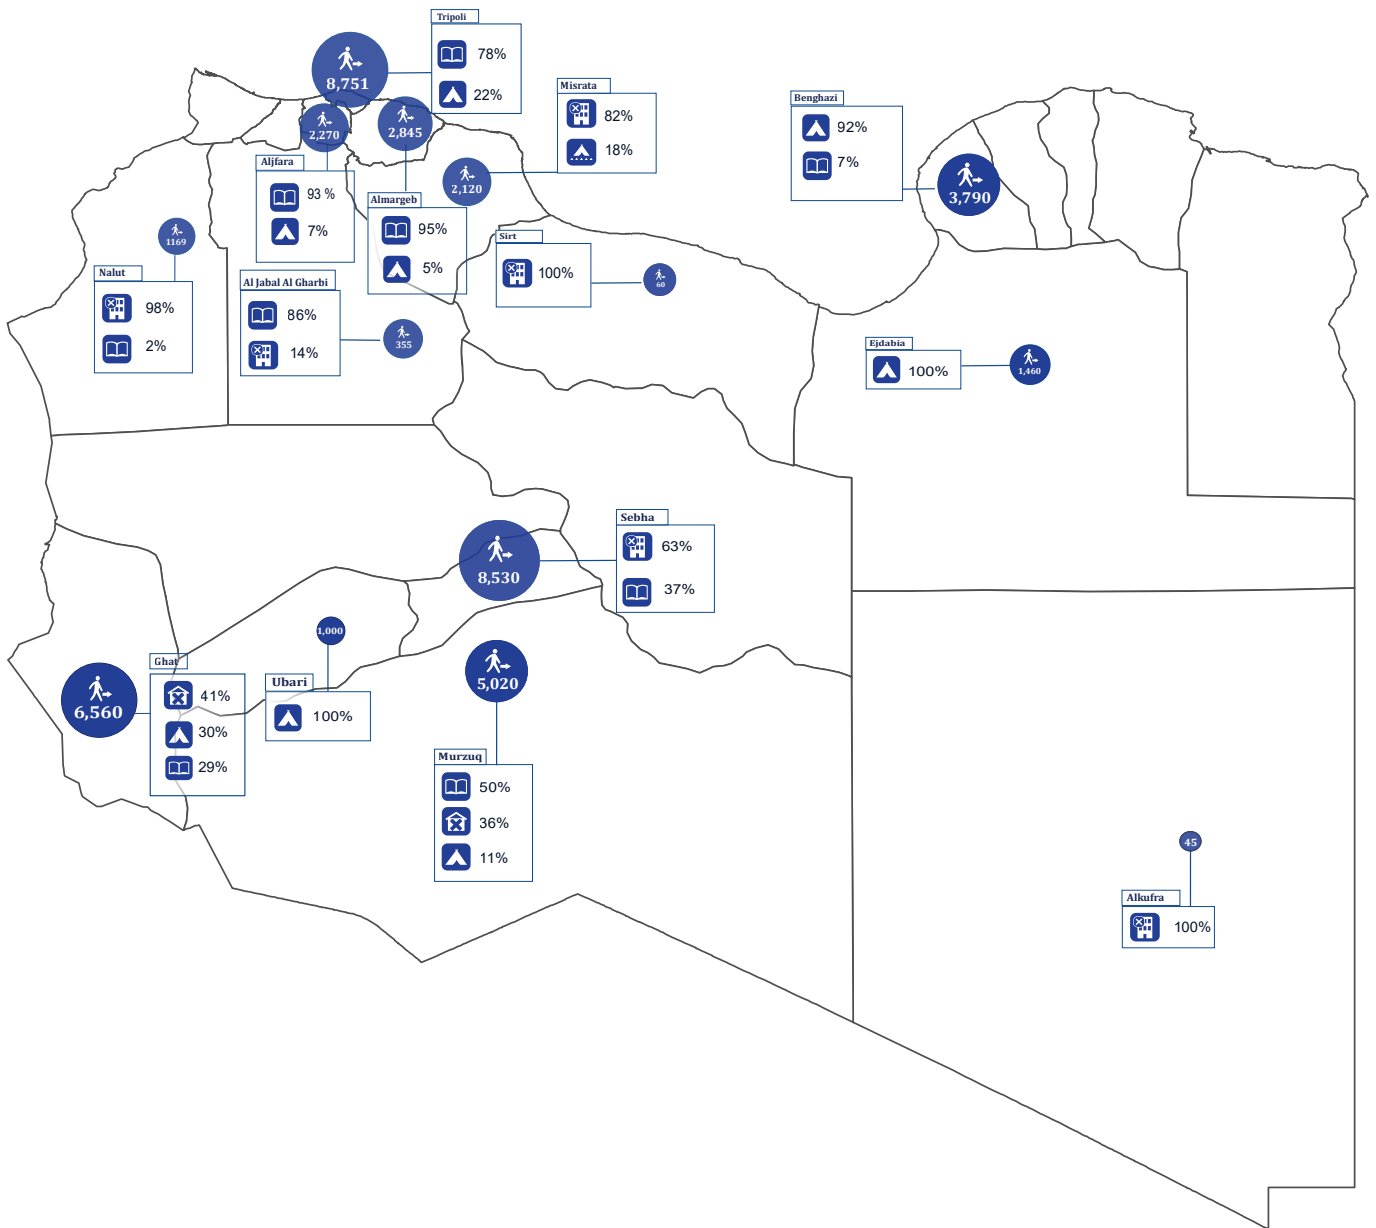 Tripoli
8,751
78%
22%
Misrata
82%
18%
2,120
Benghazi
92%
7%
3,790
2,270
2,845
Aljfara
93 %
7%
Almargeb
95%
5%
1169
Nalut
98%
2%
Al Jabal Al Gharbi
86%
14%
355
Sirt
100%
60
Ejdabia
100%
1,460
Sebha
63%
37%
8,530
1,000
Ubari
100%
Ghat
41%
30%
29%
6,560
5,020
Murzuq
50%
36%
11%
45
Alkufra
100%